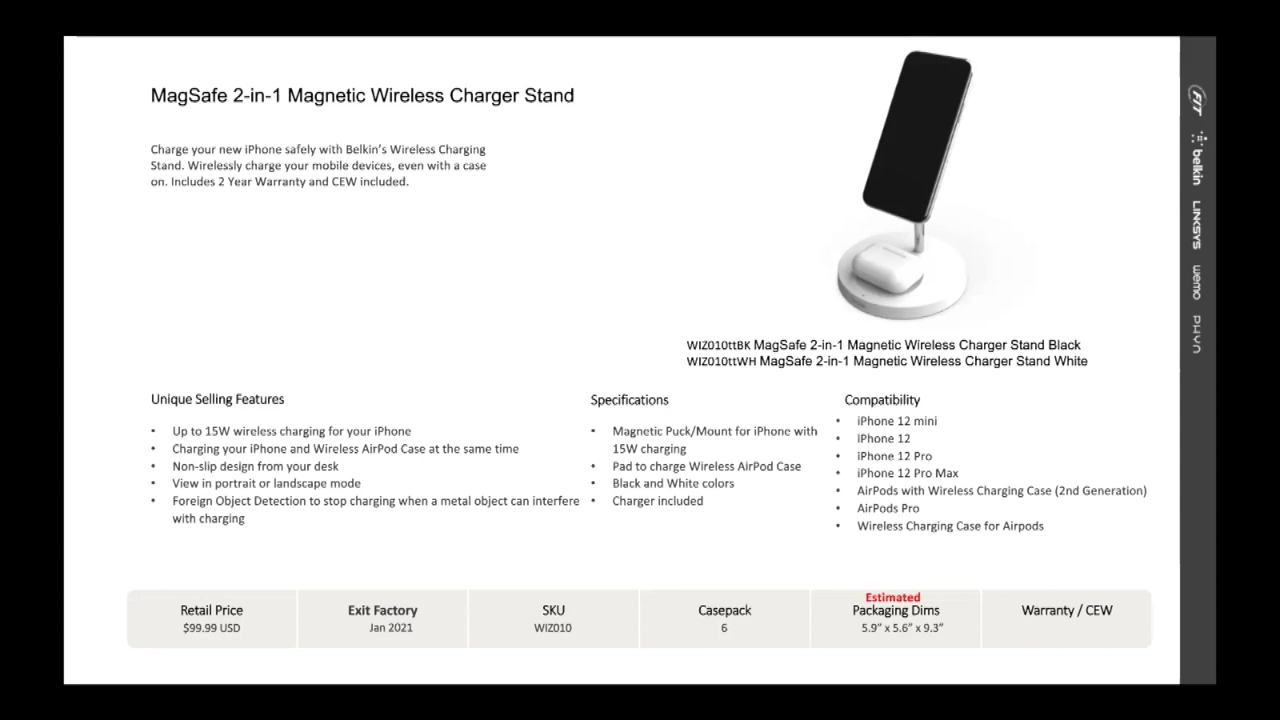 MagSafe 2-in-1 Magnetic Wireless Charger Stand
Charge your new iPhone safely with Belkin's Wireless Charging
Stand. Wirelessly charge your mobile devices, even with a case
on. Includes 2 Year Warranty and CEW included.
WIZ010ttBK MagSafe 2-in-1 Magnetic Wireless Charger Stand Black
WIZ010ttWH MagSafe 2-in-1 Magnetic Wireless Charger Stand White
Unique Selling Features
• Up to 15W wireless charging for your iPhone
• Charging your iPhone and Wireless AirPod Case at the same time
• Non-slip design from your desk
• View in portrait or landscape mode
• Foreign Object Detection to stop charging when a metal object can interfere
with charging
Specifications
• Magnetic Puck/Mount for iPhone with
15W charging
• Pad to charge Wireless AirPod Case
• Black and White colors
• Charger included
Compatibility
• iPhone 12 mini
• iPhone 12
• iPhone 12 Pro
• iPhone 12 Pro Max
• AirPods with Wireless Charging Case (2nd Generation)
• AirPods Pro
• Wireless Charging Case for Airpods
Retail Price
$99.99 USD
Exit Factory
Jan 2021
SKU
WIZ010
Casepack
6
Estimated
Packaging Dims
5.9” x 5.6” x 9.3”
Warranty / CEW
FIT
belkin
LINKSYS
wemo
PHYN